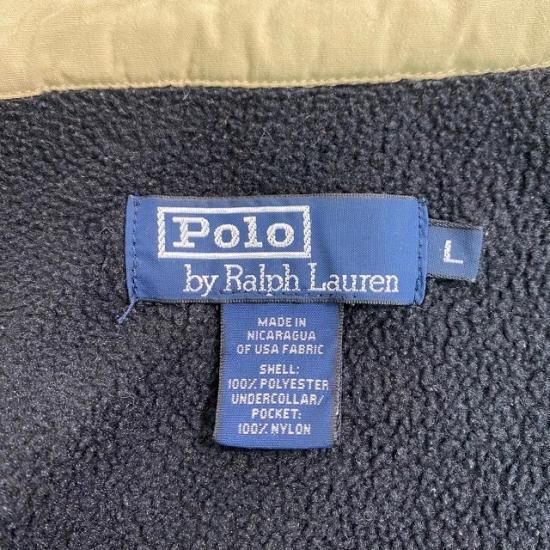 Polo
by Ralph Lauren
L
MADE IN
NICARAGUA
OF USA FABRIC
SHELL:
100% POLYESTER
UNDERCOLLAR/
POCKET:
100% NYLON